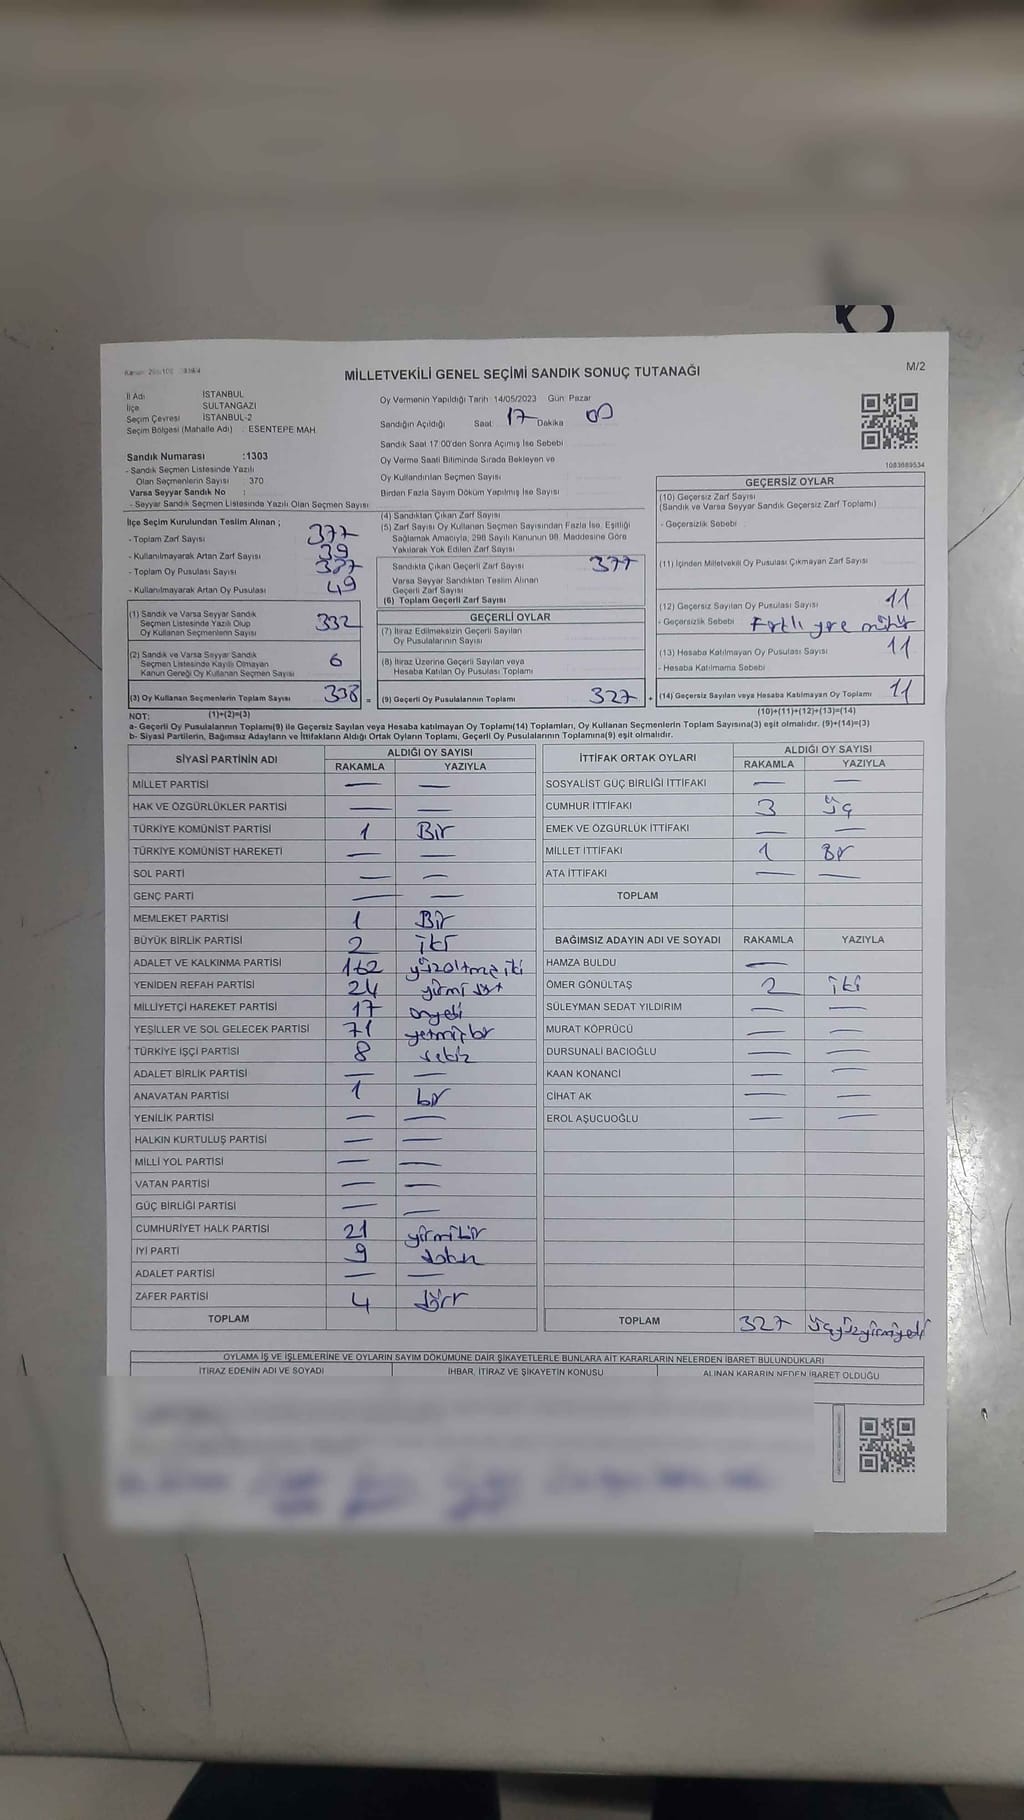 MİLLETVEKİLİ GENEL SEÇİMİ SANDIK SONUÇ TUTANAĞI
M/2
İl Adı İSTANBUL
İlçe SULTANGAZİ
Seçim Çevresi İSTANBUL-2
Seçim Bölgesi (Mahalle Adı) : ESENTEPE MAH.
Oy Vermenin Yapıldığı Tarih 14/05/2023 Gün: Pazar
Sandığın Açıldığı Saat 17 Dakika 00
Sandık Saat 17:00'den Sonra Açımış İse Sebebi
Oy Verme Saati Bitiminde Sırada Bekleyen ve
Oy Kullandırılan Seçmen Sayısı
Birden Fazla Sayım Döküm Yapılmış İse Sayısı
1083689534
Sandık Numarası :1303
- Sandık Seçmen Listesinde Yazılı
Olan Seçmenlerin Sayısı : 370
Varsa Seyyar Sandık No :
- Seyyar Sandık Seçmen Listesinde Yazılı Olan Seçmen Sayısı
İlçe Seçim Kurulundan Teslim Alınan ;
- Toplam Zarf Sayısı 377
- Kullanılmayarak Artan Zarf Sayısı 39
- Toplam Oy Pusulası Sayısı 377
- Kullanılmayarak Artan Oy Pusulası 49
(1) Sandık ve Varsa Seyyar Sandık
Seçmen Listesinde Yazılı Olup
Oy Kullanan Seçmenlerin Sayısı 332
(2) Sandık ve Varsa Seyyar Sandık
Seçmen Listesinde Kayıtlı Olmayan
Kanun Gereği Oy Kullanan Seçmen Sayısı 6
(3) Oy Kullanan Seçmenlerin Toplam Sayısı 338 =
(4) Sandıktan Çıkan Zarf Sayısı
(5) Zarf Sayısı Oy Kullanan Seçmen Sayısından Fazla İse, Eşitliği
Sağlamak Amacıyla, 298 Sayılı Kanunun 98. Maddesine Göre
Yakılarak Yok Edilen Zarf Sayısı
Sandıkta Çıkan Geçerli Zarf Sayısı 377
Varsa Seyyar Sandıktan Teslim Alınan
Geçerli Zarf Sayısı
(6) Toplam Geçerli Zarf Sayısı
GEÇERLİ OYLAR
(7) İtiraz Edilmeksizin Geçerli Sayılan
Oy Pusulalarının Sayısı
(8) İtiraz Üzerine Geçerli Sayılan veya
Hesaba Katılan Oy Pusulası Toplamı
(9) Geçerli Oy Pusulalarının Toplamı 327 +
GEÇERSİZ OYLAR
(10) Geçersiz Zarf Sayısı
(Sandık ve Varsa Seyyar Sandık Geçersiz Zarf Toplamı)
- Geçersizlik Sebebi
(11) İçinden Milletvekili Oy Pusulası Çıkmayan Zarf Sayısı
(12) Geçersiz Sayılan Oy Pusulası Sayısı 11
- Geçersizlik Sebebi
(13) Hesaba Katılmayan Oy Pusulası Sayısı 11
- Hesaba Katılmama Sebebi
(14) Geçersiz Sayılan veya Hesaba Katılmayan Oy Toplamı 11
NOT: (1)+(2)=(3)
(10)+(11)+(12)+(13)=(14)
a- Geçerli Oy Pusulalarının Toplamı(9) ile Geçersiz Sayılan veya Hesaba katılmayan Oy Toplamı(14) Toplamları, Oy Kullanan Seçmenlerin Toplam Sayısına(3) eşit olmalıdır. (9)+(14)=(3)
b- Siyasi Partilerin, Bağımsız Adayların ve İttifakların Aldığı Ortak Oyların Toplamı, Geçerli Oy Pusulalarının Toplamına(9) eşit olmalıdır.
SİYASİ PARTİNİN ADI ALDIĞI OY SAYISI
RAKAMLA YAZIYLA
MİLLET PARTİSİ — —
HAK VE ÖZGÜRLÜKLER PARTİSİ — —
TÜRKİYE KOMÜNİST PARTİSİ 1 Bir
TÜRKİYE KOMÜNİST HAREKETİ — —
SOL PARTİ — —
GENÇ PARTİ — —
MEMLEKET PARTİSİ 1 Bir
BÜYÜK BİRLİK PARTİSİ 2 iki
ADALET VE KALKINMA PARTİSİ 162 yüzaltmış iki
YENİDEN REFAH PARTİSİ 24 yirmi dört
MİLLİYETÇİ HAREKET PARTİSİ 17 onyedi
YEŞİLLER VE SOL GELECEK PARTİSİ 71 yetmiş bir
TÜRKİYE İŞÇİ PARTİSİ 8 sekiz
ADALET BİRLİK PARTİSİ — —
ANAVATAN PARTİSİ 1 bir
YENİLİK PARTİSİ — —
HALKIN KURTULUŞ PARTİSİ — —
MİLLİ YOL PARTİSİ — —
VATAN PARTİSİ — —
GÜÇ BİRLİĞİ PARTİSİ — —
CUMHURİYET HALK PARTİSİ 21 yirmibir
İYİ PARTİ 9 dokuz
ADALET PARTİSİ — —
ZAFER PARTİSİ 4 dört
TOPLAM
İTTİFAK ORTAK OYLARI ALDIĞI OY SAYISI
RAKAMLA YAZIYLA
SOSYALİST GÜÇ BİRLİĞİ İTTİFAKI — —
CUMHUR İTTİFAKI 3 üç
EMEK VE ÖZGÜRLÜK İTTİFAKI — —
MİLLET İTTİFAKI 1 Bir
ATA İTTİFAKI — —
TOPLAM
BAĞIMSIZ ADAYIN ADI VE SOYADI RAKAMLA YAZIYLA
HAMZA BULDU —
ÖMER GÖNÜLTAŞ 2 iki
SÜLEYMAN SEDAT YILDIRIM — —
MURAT KÖPRÜCÜ — —
DURSUNALİ BACIOĞLU — —
KAAN KONANCİ — —
CİHAT AK — —
EROL AŞUCUOĞLU — —
TOPLAM 327 üçyüzyirmiyedi
OYLAMA İŞ VE İŞLEMLERİNE VE OYLARIN SAYIM DÖKÜMÜNE DAİR ŞİKAYETLERLE BUNLARA AİT KARARLARIN NELERDEN İBARET BULUNDUKLARI
İTİRAZ EDENİN ADI VE SOYADI İHBAR, İTİRAZ VE ŞİKAYETİN KONUSU ALINAN KARARIN NEDEN İBARET OLDUĞU